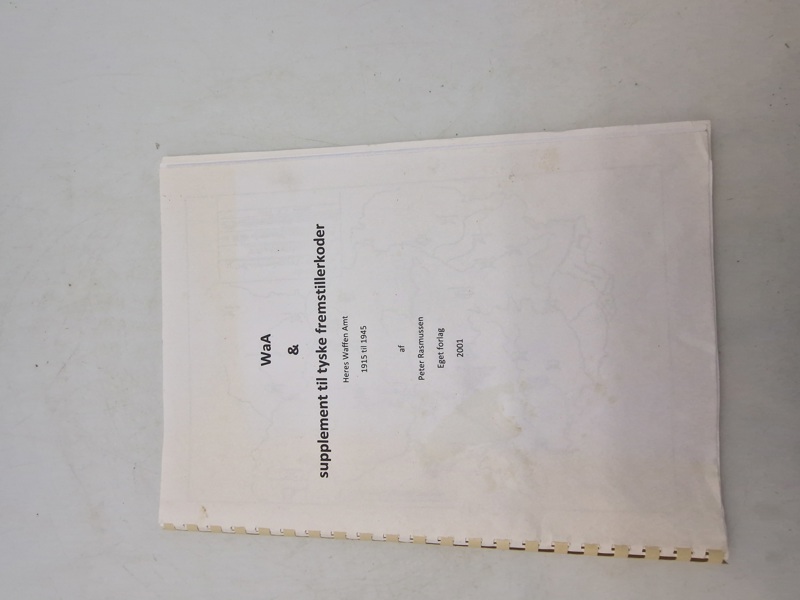 WaA
&
supplement til tyske fremstillerkoder
Heres Waffen Amt
1915 til 1945
af
Peter Rasmussen
Eget forlag
2001